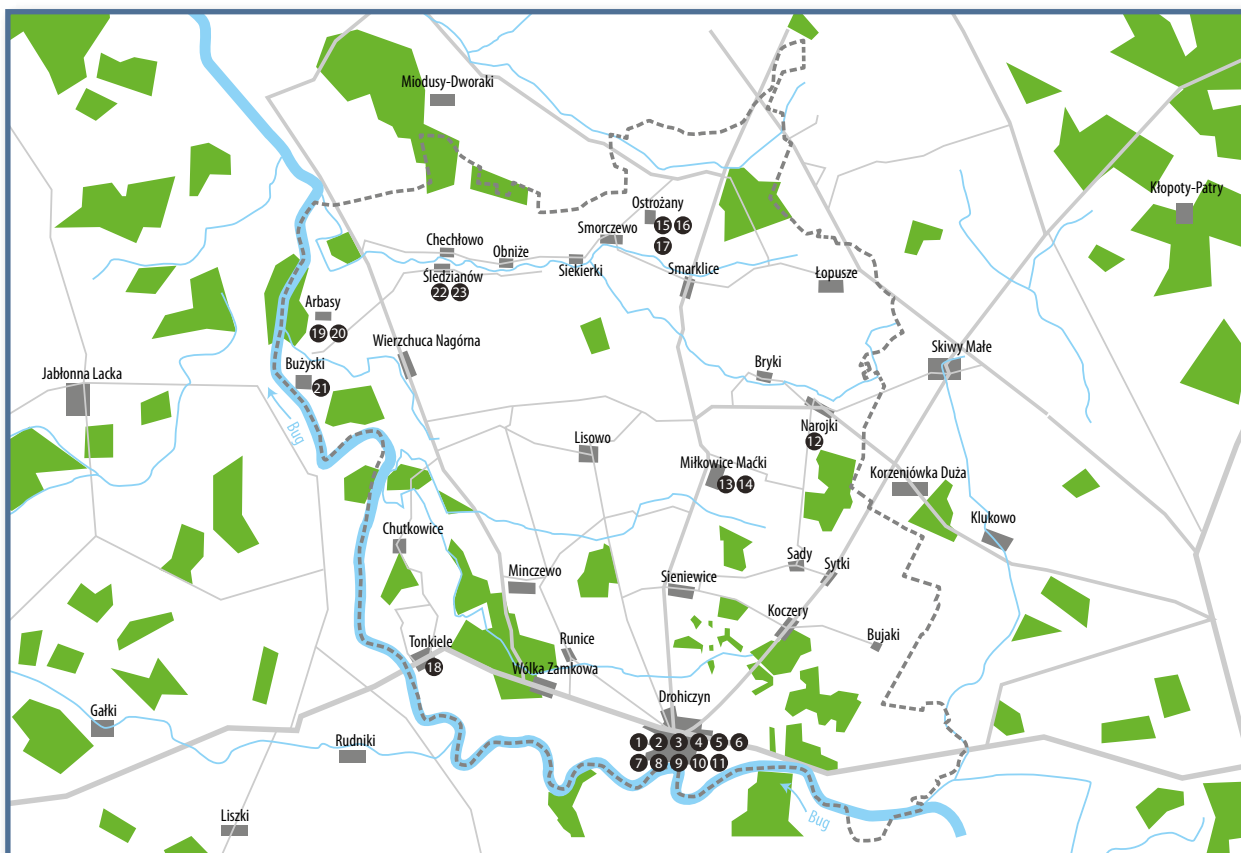 Miodusy-Dworaki
Kłopoty-Patry
Ostrożany
15 16
17
Smorczewo
Chechłowo
Obniże
Siekierki
Śledzianów
22 23
Smarklice
Łopusze
Arbasy
19 20
Wierzchuca Nagórna
Skiwy Małe
Bużyski
21
Jabłonna Lacka
Bryki
Bug
Narojki
12
Lisowo
Miłkowice Maćki
13 14
Korzeniówka Duża
Klukowo
Chutkowice
Minczewo
Sieniewice
Sady
Sytki
Koczery
Bujaki
Tonkiele
18
Runice
Wólka Zamkowa
Drohiczyn
1 2 3 4 5 6
7 8 9 10 11
Gałki
Rudniki
Liszki
Bug